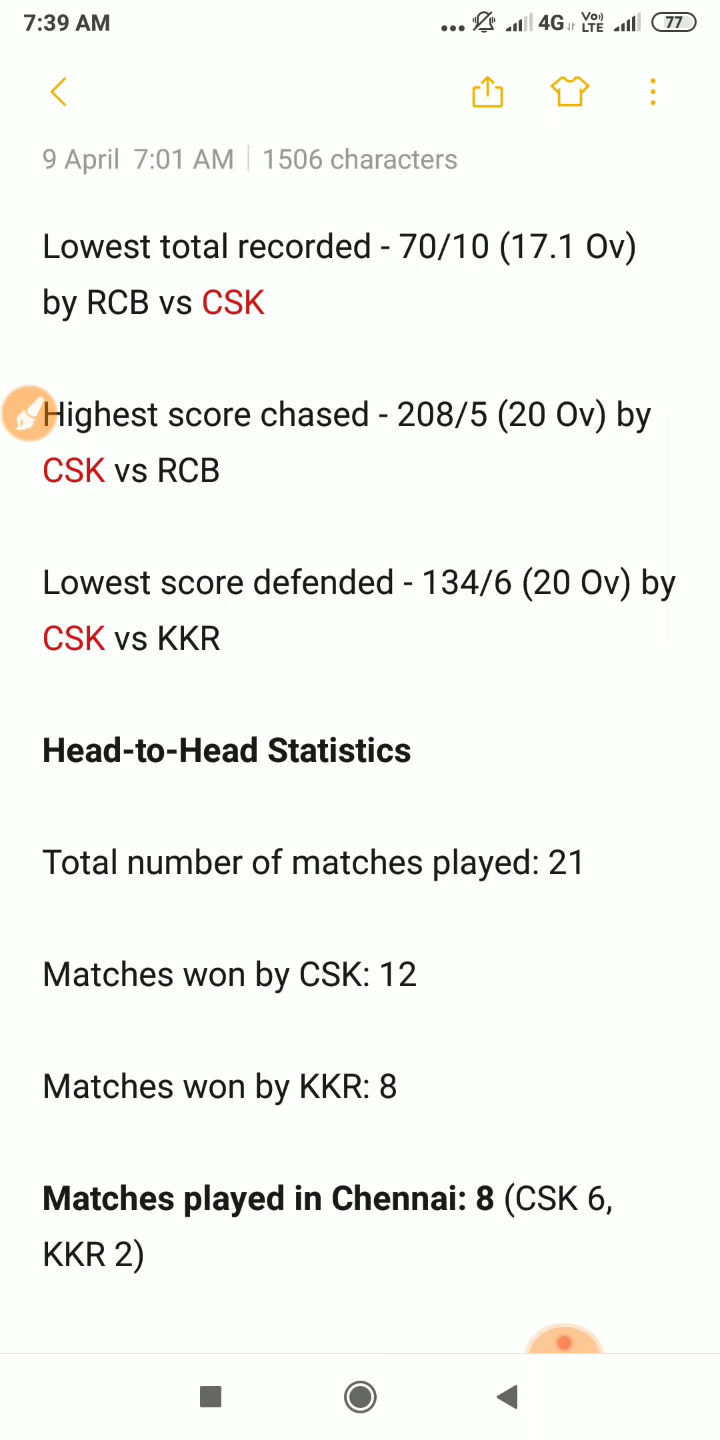 7:39 AM
4G Vo) LTE 77
9 April 7:01 AM | 1506 characters
Lowest total recorded - 70/10 (17.1 Ov)
by RCB vs CSK
Highest score chased - 208/5 (20 Ov) by
CSK vs RCB
Lowest score defended - 134/6 (20 Ov) by
CSK vs KKR
Head-to-Head Statistics
Total number of matches played: 21
Matches won by CSK: 12
Matches won by KKR: 8
Matches played in Chennai: 8 (CSK 6,
KKR 2)